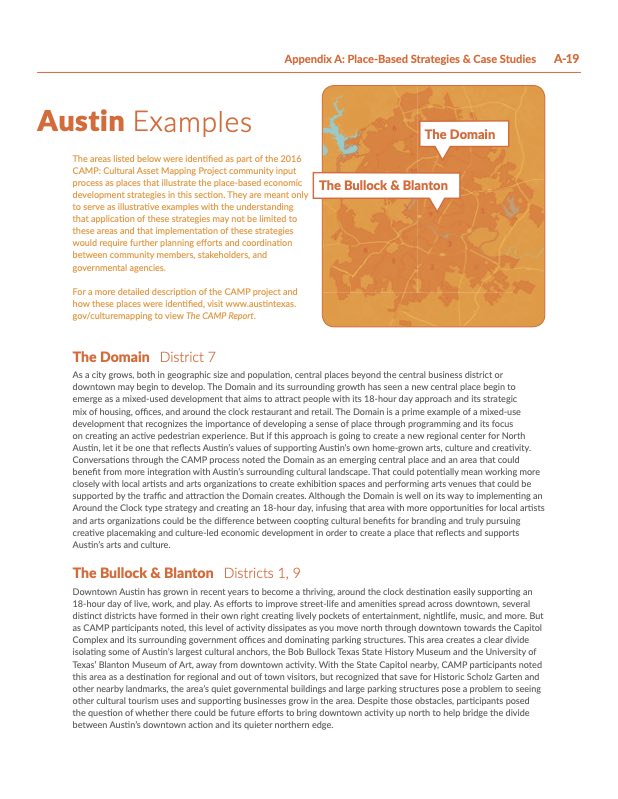 Appendix A: Place-Based Strategies & Case Studies A-19
Austin Examples
The areas listed below were identified as part of the 2016
CAMP: Cultural Asset Mapping Project community input
process as places that illustrate the place-based economic
development strategies in this section. They are meant only
to serve as illustrative examples with the understanding
that application of these strategies may not be limited to
these areas and that implementation of these strategies
would require further planning efforts and coordination
between community members, stakeholders, and
governmental agencies.
For a more detailed description of the CAMP project and
how these places were identified, visit www.austintexas.
gov/culturemapping to view The CAMP Report.
The Domain
The Bullock & Blanton
The Domain District 7
As a city grows, both in geographic size and population, central places beyond the central business district or
downtown may begin to develop. The Domain and its surrounding growth has seen a new central place begin to
emerge as a mixed-used development that aims to attract people with its 18-hour day approach and its strategic
mix of housing, offices, and around the clock restaurant and retail. The Domain is a prime example of a mixed-use
development that recognizes the importance of developing a sense of place through programming and its focus
on creating an active pedestrian experience. But if this approach is going to create a new regional center for North
Austin, let it be one that reflects Austin's values of supporting Austin's own home-grown arts, culture and creativity.
Conversations through the CAMP process noted the Domain as an emerging central place and an area that could
benefit from more integration with Austin's surrounding cultural landscape. That could potentially mean working more
closely with local artists and arts organizations to create exhibition spaces and performing arts venues that could be
supported by the traffic and attraction the Domain creates. Although the Domain is well on its way to implementing an
Around the Clock type strategy and creating an 18-hour day, infusing that area with more opportunities for local artists
and arts organizations could be the difference between coopting cultural benefits for branding and truly pursuing
creative placemaking and culture-led economic development in order to create a place that reflects and supports
Austin's arts and culture.
The Bullock & Blanton Districts 1, 9
Downtown Austin has grown in recent years to become a thriving, around the clock destination easily supporting an
18-hour day of live, work, and play. As efforts to improve street-life and amenities spread across downtown, several
distinct districts have formed in their own right creating lively pockets of entertainment, nightlife, music, and more. But
as CAMP participants noted, this level of activity dissipates as you move north through downtown towards the Capitol
Complex and its surrounding government offices and dominating parking structures. This area creates a clear divide
isolating some of Austin's largest cultural anchors, the Bob Bullock Texas State History Museum and the University of
Texas' Blanton Museum of Art, away from downtown activity. With the State Capitol nearby, CAMP participants noted
this area as a destination for regional and out of town visitors, but recognized that save for Historic Scholz Garten and
other nearby landmarks, the area's quiet governmental buildings and large parking structures pose a problem to seeing
other cultural tourism uses and supporting businesses grow in the area. Despite those obstacles, participants posed
the question of whether there could be future efforts to bring downtown activity up north to help bridge the divide
between Austin's downtown action and its quieter northern edge.